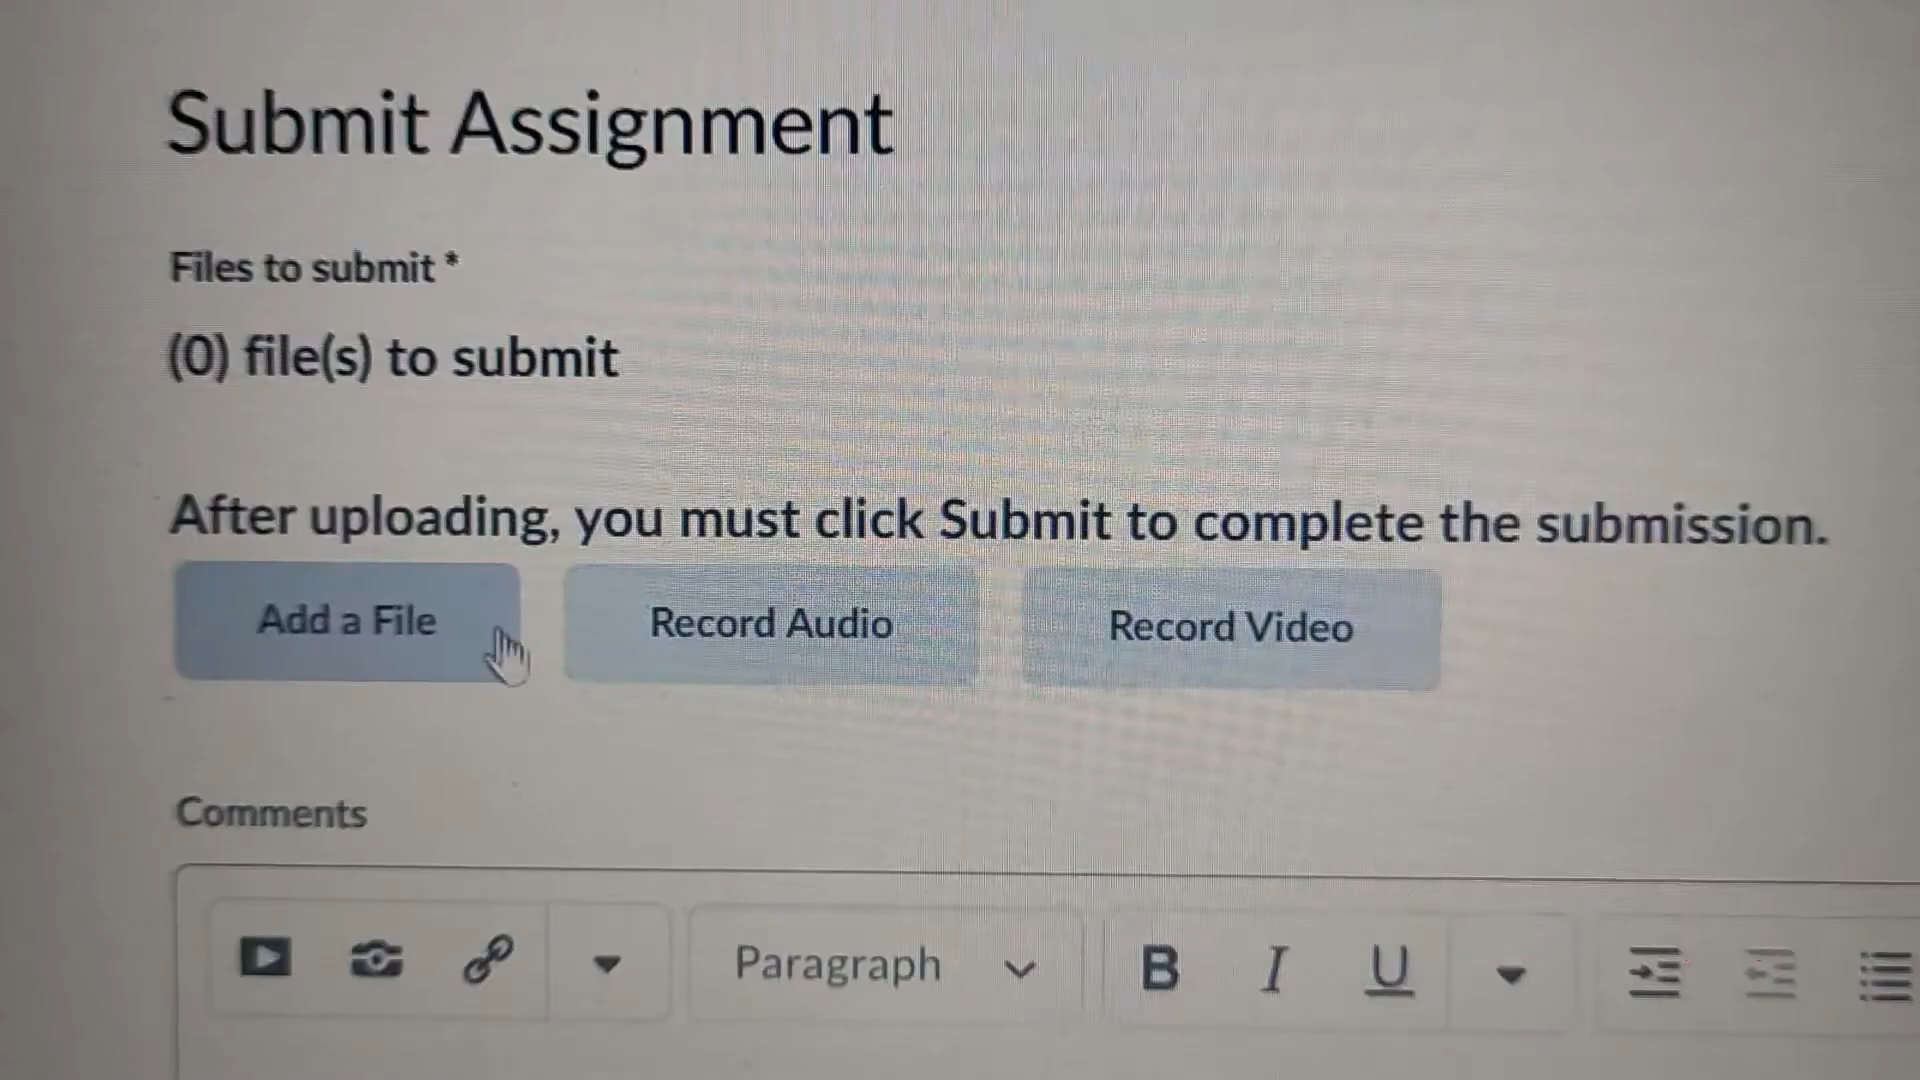 Submit Assignment
Files to submit *
(0) file(s) to submit
After uploading, you must click Submit to complete the submission.
Add a File
Record Audio
Record Video
Comments
Paragraph
B I U